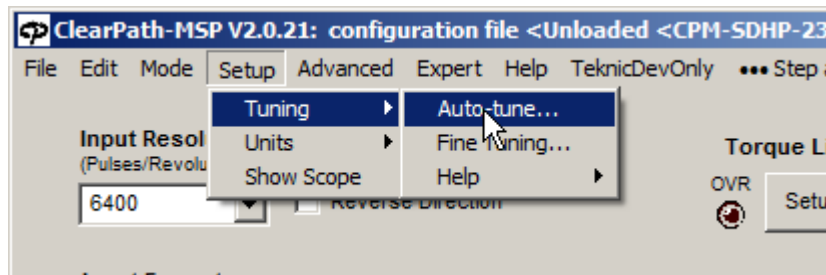 ClearPath-MSP V2.0.21: configuration file <Unloaded <CPM-SDHP-23
File Edit Mode Setup Advanced Expert Help TeknicDevOnly ●●● Step
Tuning Auto-tune...
Input Resol Units Fine Tuning... Torque L
(Pulses/Revolu Show Scope Help OVR
6400 Reverse Direction Setu